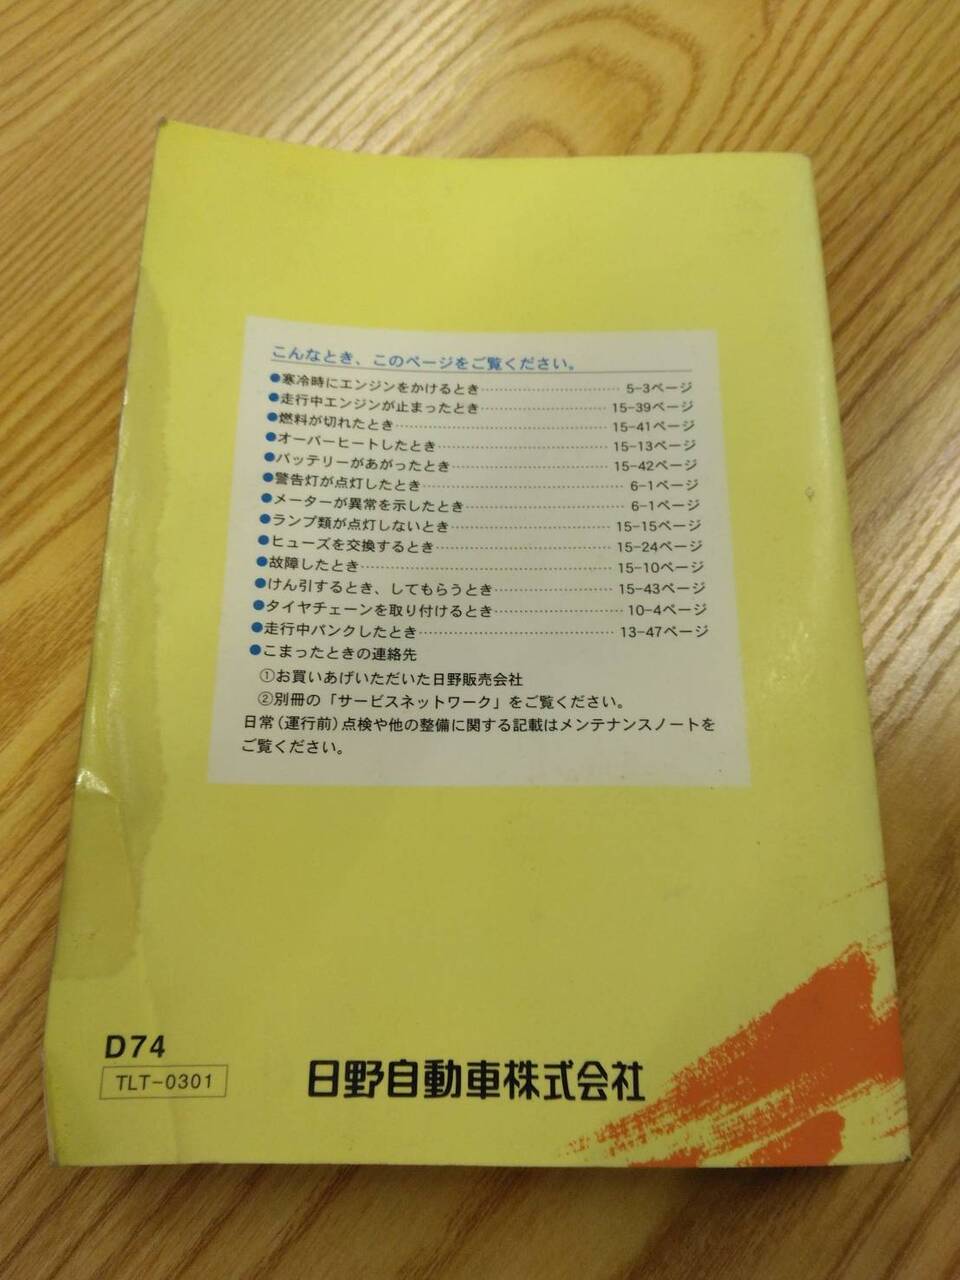 こんなとき、このページをご覧ください。
●寒冷時にエンジンをかけるとき……………………5-3ページ
●走行中エンジンが止まったとき……………………15-39ページ
●燃料が切れたとき……………………15-41ページ
●オーバーヒートしたとき……………………15-13ページ
●バッテリーがあがったとき……………………15-42ページ
●警告灯が点灯したとき……………………6-1ページ
●メーターが異常を示したとき……………………6-1ページ
●ランプ類が点灯しないとき……………………15-15ページ
●ヒューズを交換するとき……………………15-24ページ
●故障したとき……………………15-10ページ
●けん引するとき、してもらうとき……………………15-43ページ
●タイヤチェーンを取り付けるとき……………………10-4ページ
●走行中パンクしたとき……………………13-47ページ
●こまったときの連絡先
①お買いあげいただいた日野販売会社
②別冊の「サービスネットワーク」をご覧ください。
日常(運行前)点検や他の整備に関する記載はメンテナンスノートを
ご覧ください。
D74
TLT-0301
日野自動車株式会社